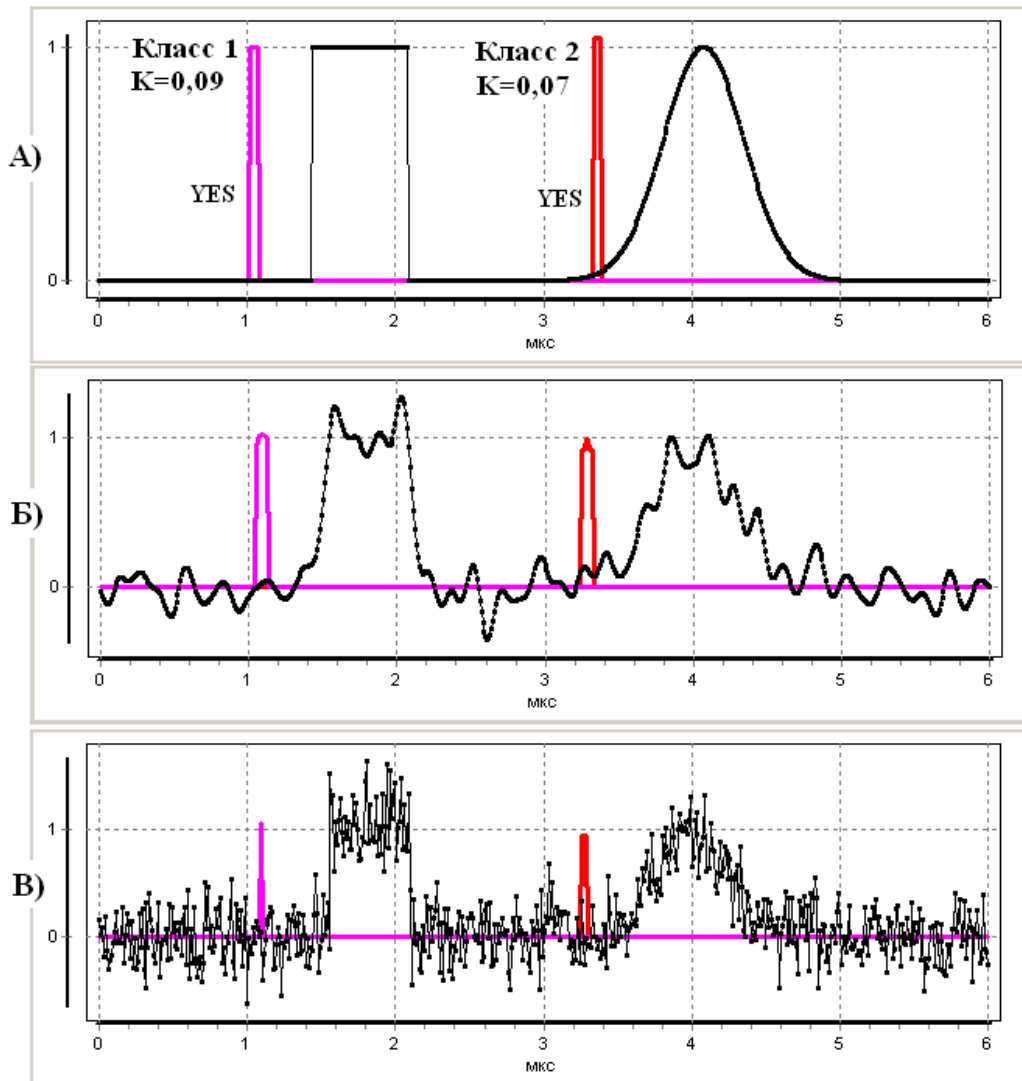 А)
1
0
Класс 1
K=0,09
YES
Класс 2
K=0,07
YES
0 1 2 3 4 5 6
мкс
Б)
1
0
0 1 2 3 4 5 6
мкс
В)
1
0
0 1 2 3 4 5 6
мкс